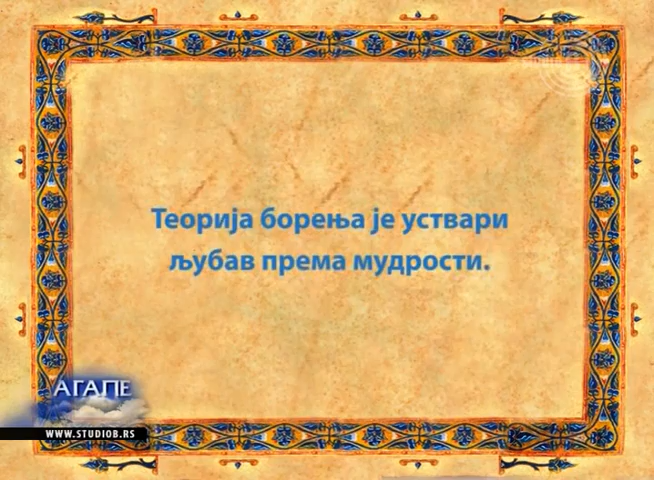 Теорија борења је уствари
љубав према мудрости.
АГАПЕ
WWW.STUDIOB.RS